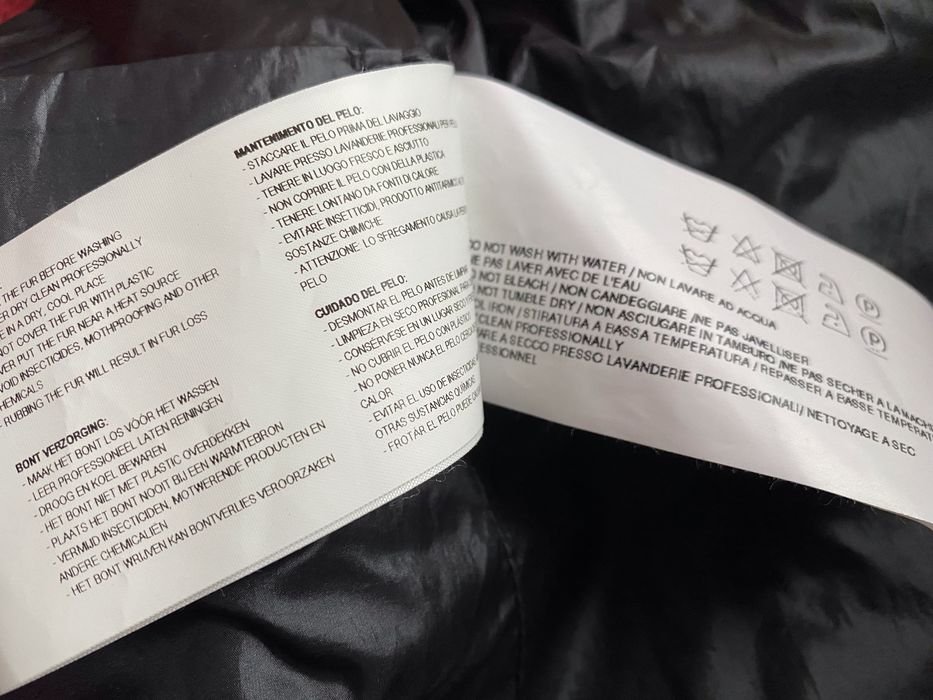 THE FUR BEFORE WASHING
DRY CLEAN PROFESSIONALLY
IN A DRY, COOL PLACE
NOT COVER THE FUR WITH PLASTIC
PUT THE FUR NEAR A HEAT SOURCE
INSECTICIDES, MOTHPROOFING AND OTHER
RUBBING THE FUR WILL RESULT IN FUR LOSS
BONT VERZORGING:
- MAK HET BONT LOS VÓÓR HET WASSEN
- LEER PROFESSIONEEL LATEN REINIGEN
- DROOG EN KOEL BEWAREN
- HET BONT NIET MET PLASTIC OVERDEKKEN
- PLAATS HET BONT NOOIT BIJ EEN WARMTEBRON
- VERMIJD INSECTICIDEN, MOTWERENDE PRODUCTEN EN
ANDERE CHEMICALIEN
- HET BONT WRIJVEN KAN BONTVERLIES VEROORZAKEN
MANTENIMENTO DEL PELO:
- STACCARE IL PELO PRIMA DEL LAVAGGIO
- LAVARE PRESSO LAVANDERIE PROFESSIONALI PER
- TENERE IN LUOGO FRESCO E ASCIUTTO
- NON COPRIRE IL PELO CON DELLA PLASTICA
- TENERE LONTANO DA FONTI DI CALORE
- EVITARE INSETTICIDI, PRODOTTO ANTITARMICO
SOSTANZE CHIMICHE
- ATTENZIONE: LO SFREGAMENTO CAUSA LA
PELO
CUIDADO DEL PELO:
- DESMONTAR EL PELO ANTES DE
- LIMPIEZA EN SECO PROFESIONAL
- CONSÉRVESE EN UN LUGAR SECO
- NO CUBRIR EL PELO CON PLASTICO
- NO PONER NUNCA EL PELO CERCA
CALOR
- EVITAR EL USO DE INSECTICIDAS
OTRAS SUSTANCIAS QUÍMICAS
- FROTAR EL PELO PUEDE
P
P
DO NOT WASH WITH WATER / NON LAVARE AD ACQUA
NE PAS LAVER AVEC DE L'EAU
DO NOT BLEACH / NON CANDEGGIARE /NE PAS JAVELLISER
NOT TUMBLE DRY / NON ASCIUGARE IN TAMBURO /NE PAS SECHER A LA
IRON / STIRATURA A BASSA TEMPERATURA / REPASSER A BASSE
CLEAN PROFESSIONALLY
A SECCO PRESSO LAVANDERIE PROFESSIONALI/ NETTOYAGE A SEC